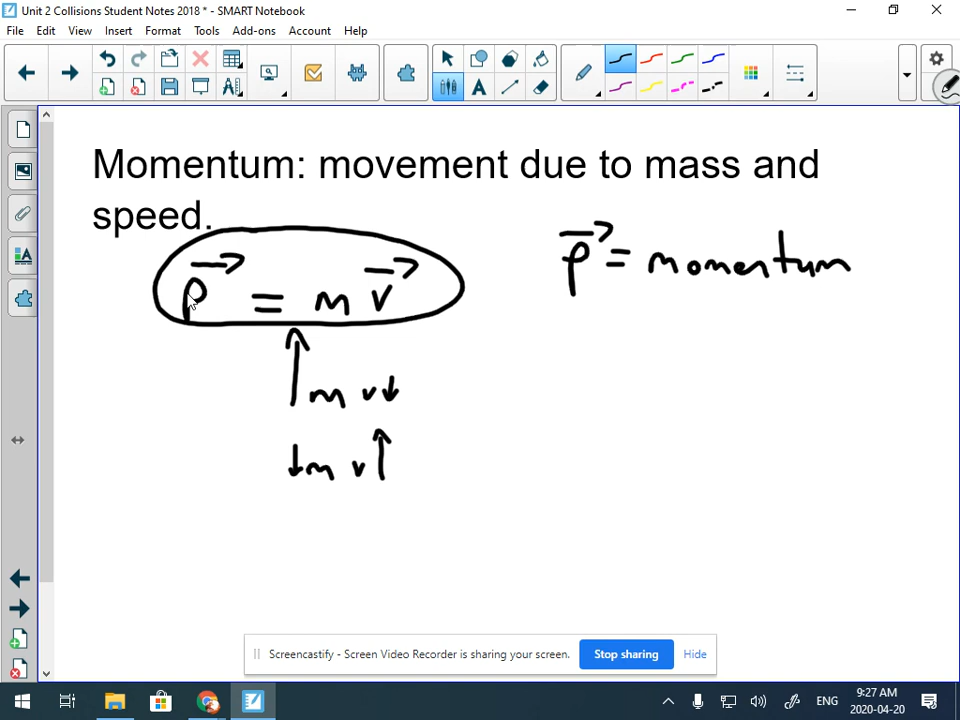 Unit 2 Collisions Student Notes 2018 * - SMART Notebook
File Edit View Insert Format Tools Add-ons Account Help
Momentum: movement due to mass and
speed.
p⃗ = m v⃗
p⃗ = momentum
↑m v↓
↓m v↑
Screencastify - Screen Video Recorder is sharing your screen. Stop sharing Hide
ENG 9:27 AM
2020-04-20